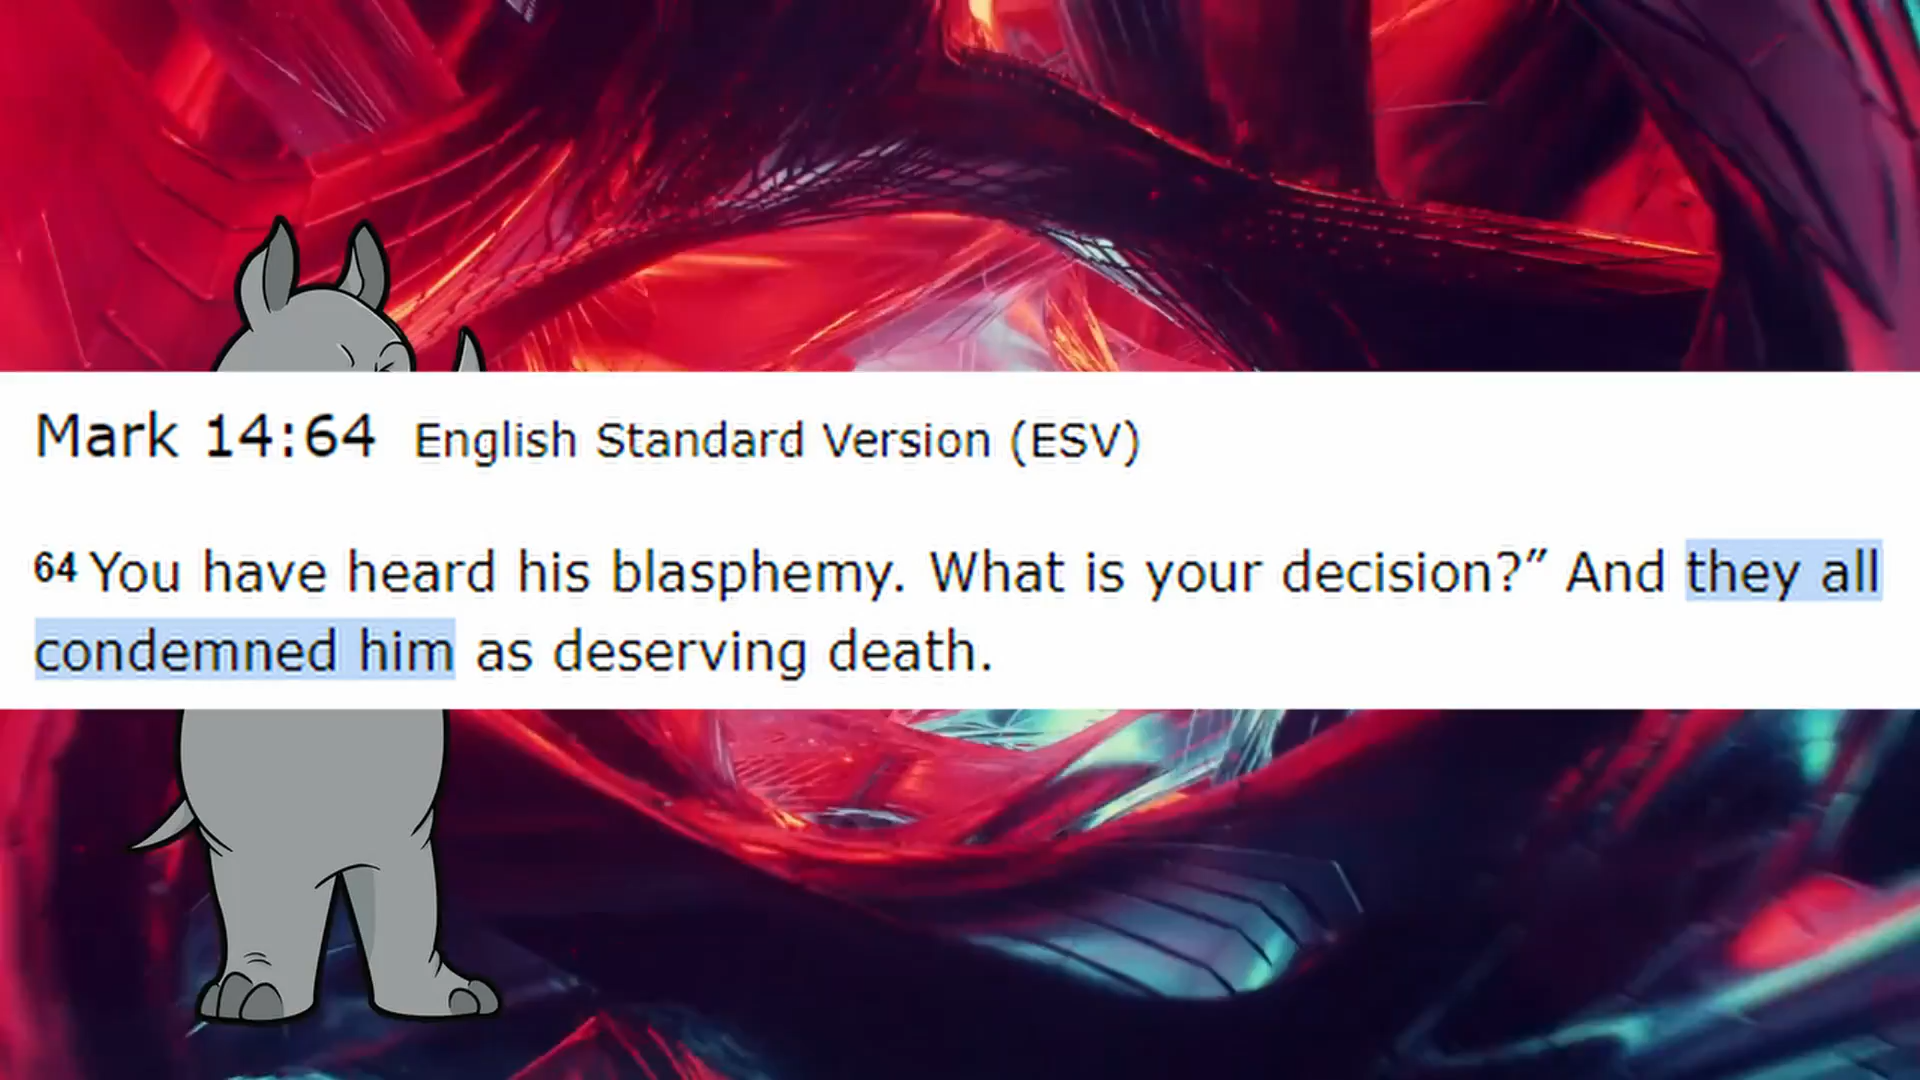 Mark 14:64 English Standard Version (ESV)
64 You have heard his blasphemy. What is your decision?” And they all
condemned him as deserving death.